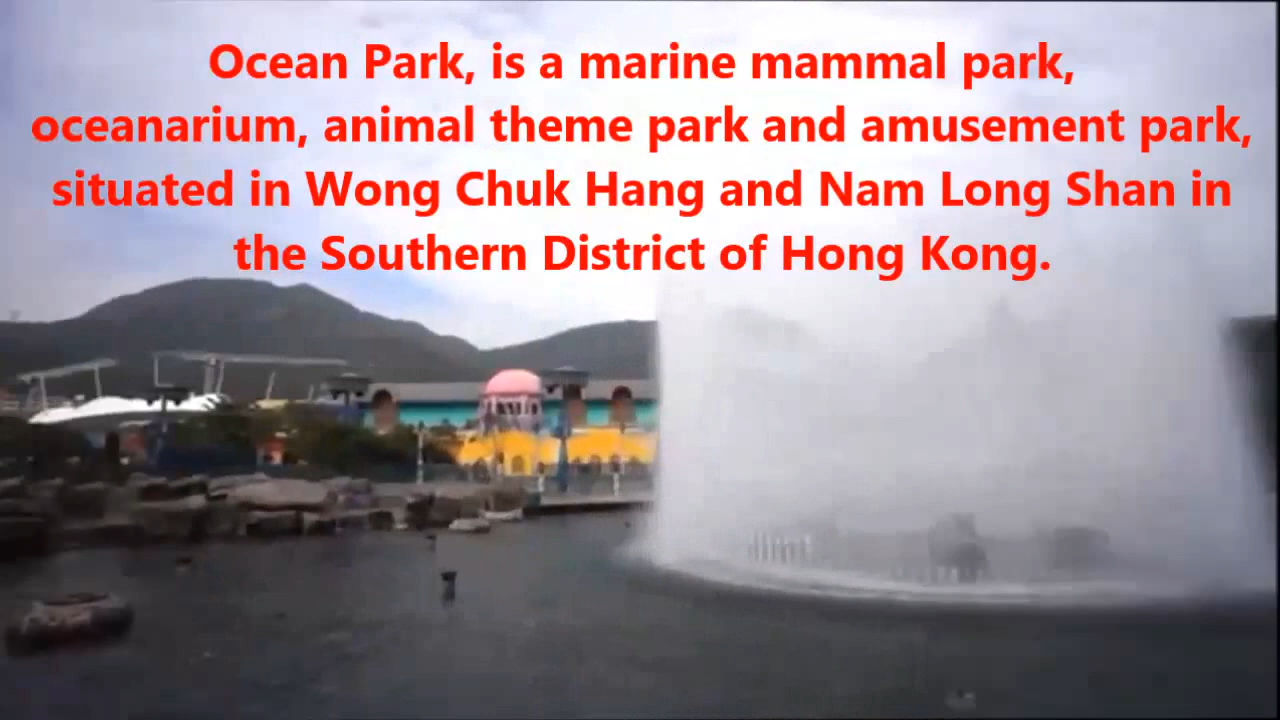 Ocean Park, is a marine mammal park,
oceanarium, animal theme park and amusement park,
situated in Wong Chuk Hang and Nam Long Shan in
the Southern District of Hong Kong.